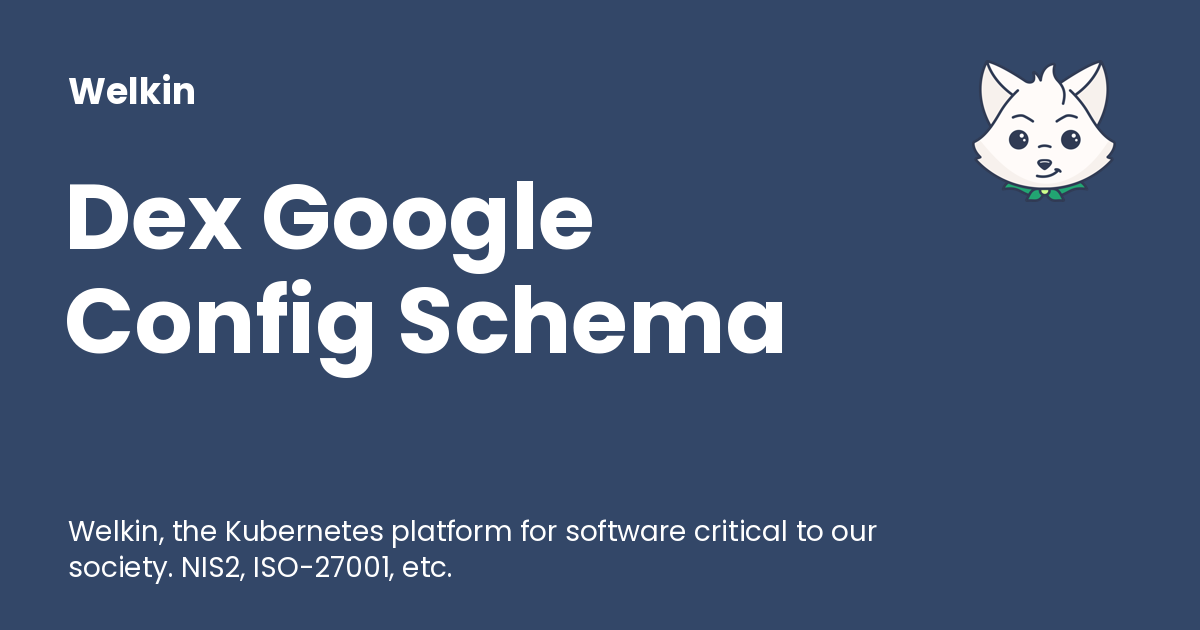 Welkin
Dex Google
Config Schema
Welkin, the Kubernetes platform for software critical to our
society. NIS2, ISO-27001, etc.